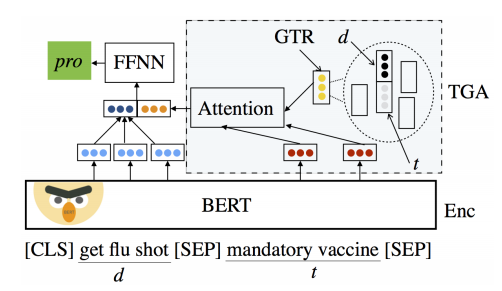 GTR
d
pro
FFNN
Attention
TGA
t
BERT
Enc
[CLS] get flu shot [SEP] mandatory vaccine [SEP]
d
t